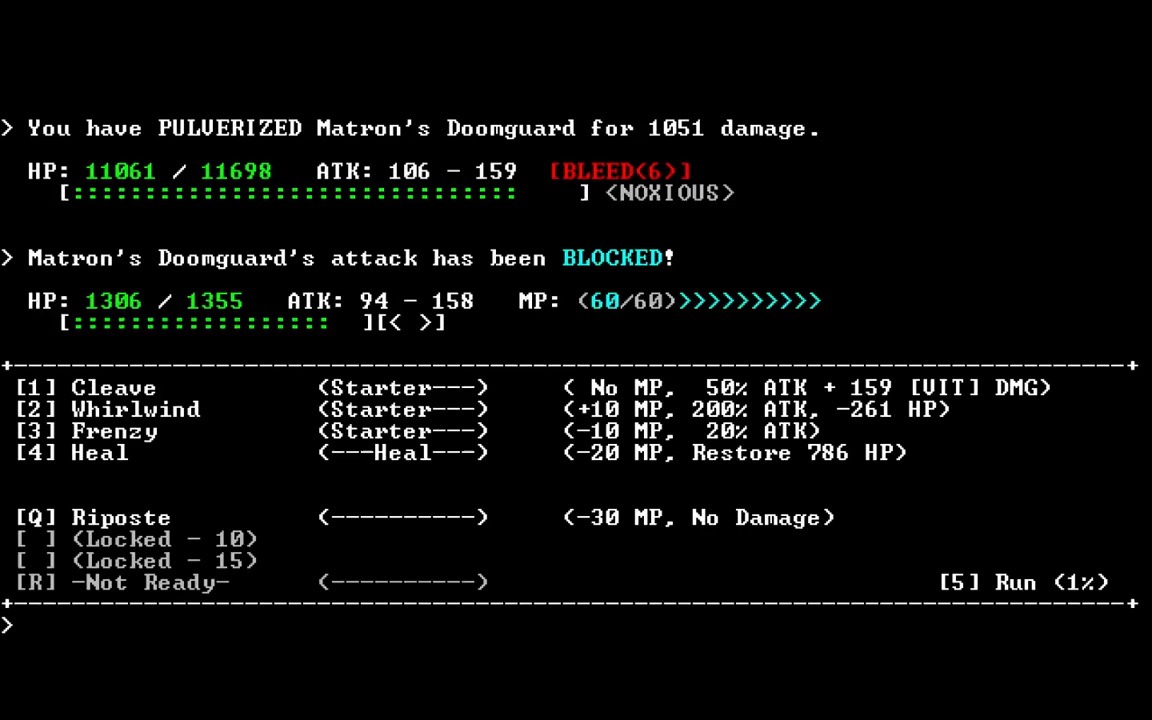 > You have PULVERIZED Matron's Doomguard for 1051 damage.
HP: 11061 / 11698   ATK: 106 - 159   [BLEED(6)]
[:::::::::::::::::::::::::::::::     ] <NOXIOUS>
> Matron's Doomguard's attack has been BLOCKED!
HP: 1306 / 1355   ATK: 94 - 158   MP: (60/60)>>>>>>>>>>
[::::::::::::::::::  ][< >]
+------------------------------------------------------------------------------+
[1] Cleave           (Starter---)     ( No MP,  50% ATK + 159 [VIT] DMG)
[2] Whirlwind        (Starter---)     (+10 MP, 200% ATK, -261 HP)
[3] Frenzy           (Starter---)     (-10 MP,  20% ATK)
[4] Heal             (---Heal---)     (-20 MP, Restore 786 HP)
[Q] Riposte          (----------)     (-30 MP, No Damage)
[ ] (Locked - 10)
[ ] (Locked - 15)
[R] -Not Ready-      (----------)                               [5] Run (1%)
+------------------------------------------------------------------------------+
>